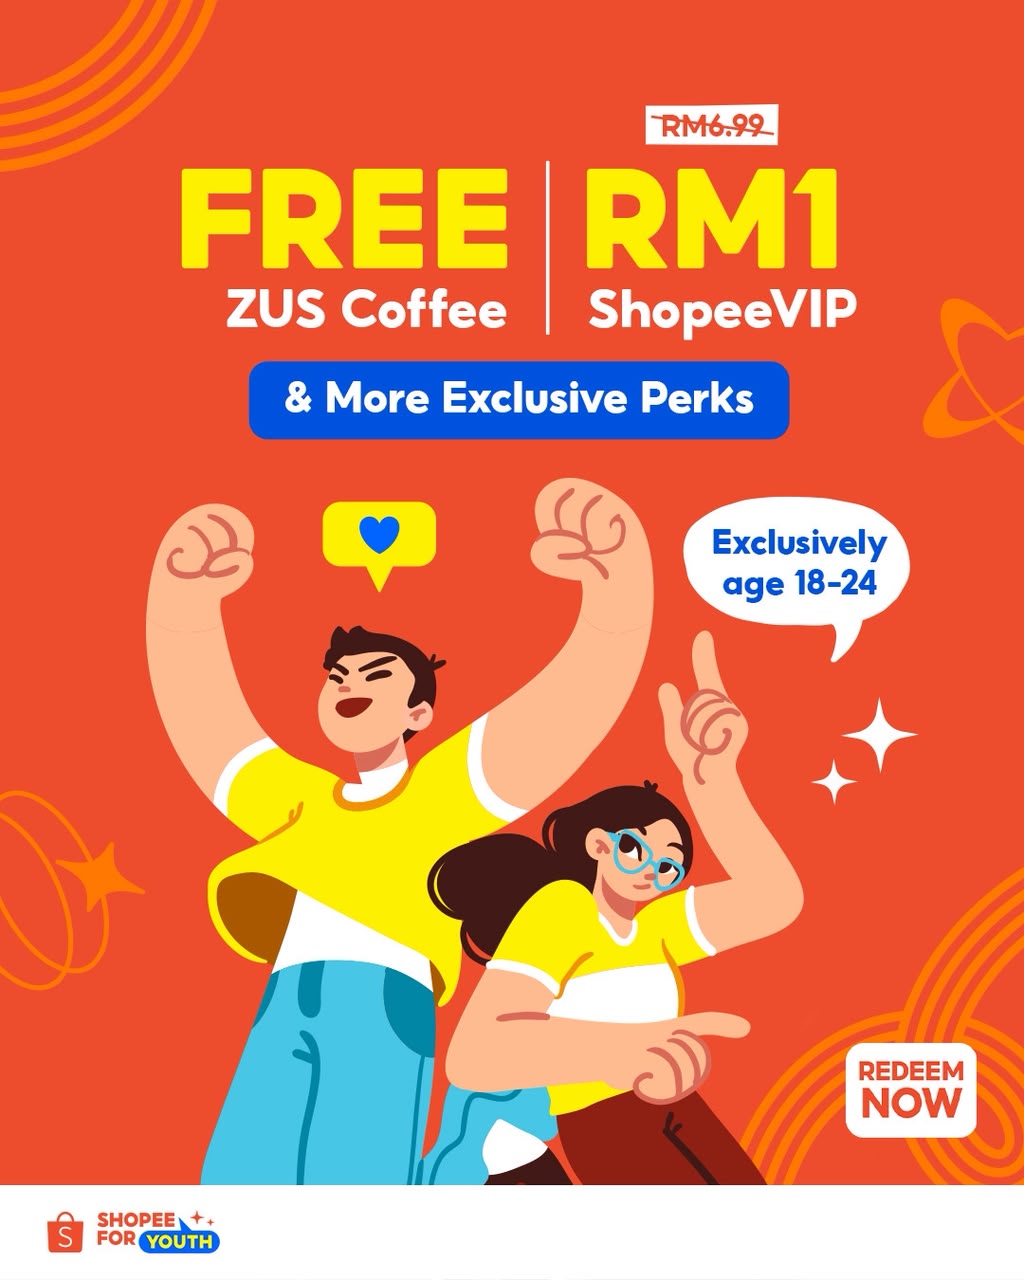 RM6.99
FREE
ZUS Coffee
RM1
ShopeeVIP
& More Exclusive Perks
Exclusively
age 18-24
REDEEM
NOW
S
SHOPEE
FOR YOUTH